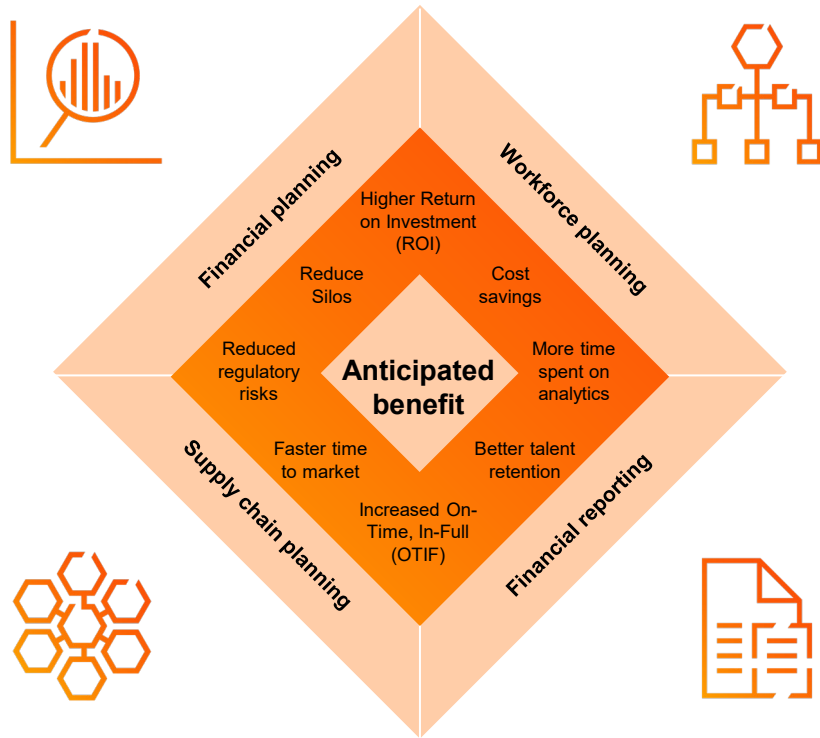 Financial planning
Workforce planning
Higher Return
on Investment
(ROI)
Reduce
Silos
Cost
savings
Reduced
regulatory
risks
Anticipated
benefit
More time
spent on
analytics
Faster time
to market
Better talent
retention
Increased On-
Time, In-Full
(OTIF)
Supply chain planning
Financial reporting